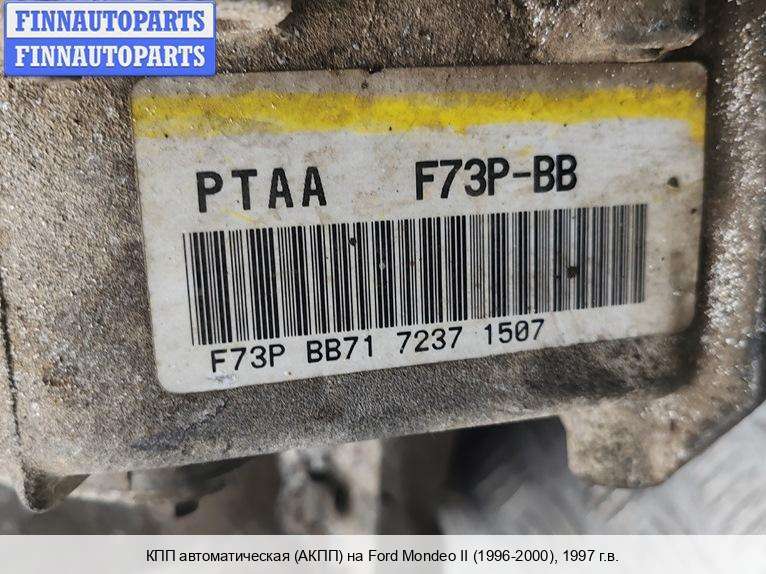 FINNAUTOPARTS
FINNAUTOPARTS
PTAA F73P-BB
F73P BB71 7237 1507
КПП автоматическая (АКПП) на Ford Mondeo II (1996-2000), 1997 г.в.